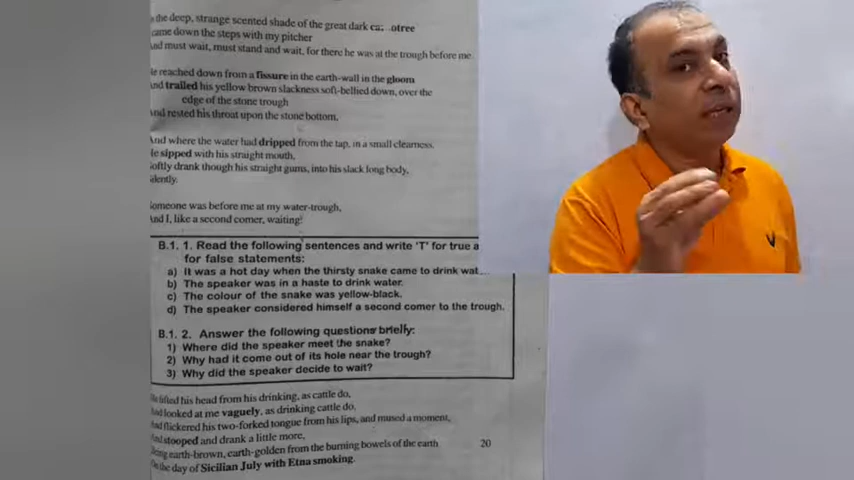 the deep, strange scented shade of the great dark tree
came down the steps with my pitcher
And must wait, must stand and wait, for there he was at the trough before me.
He reached down from a fissure in the earth-wall in the gloom
And trailed his yellow brown slackness soft-bellied down, over the
edge of the stone trough
And rested his throat upon the stone bottom,
And where the water had dripped from the tap, in a small clearness,
He sipped with his straight mouth,
Softly drank though his straight gums, into his slack long body,
silently.
Someone was before me at my water-trough,
And I, like a second comer, waiting!
B.1. 1. Read the following sentences and write 'T' for true a
for false statements:
a) It was a hot day when the thirsty snake came to drink wat
b) The speaker was in a haste to drink water.
c) The colour of the snake was yellow-black.
d) The speaker considered himself a second comer to the trough.
B.1. 2. Answer the following questions briefly:
1) Where did the speaker meet the snake?
2) Why had it come out of its hole near the trough?
3) Why did the speaker decide to wait?
He lifted his head from his drinking, as cattle do,
And looked at me vaguely, as drinking cattle do,
And flickered his two-forked tongue from his lips, and mused a moment,
And stooped and drank a little more,
Being earth-brown, earth-golden from the burning bowels of the earth
On the day of Sicilian July with Etna smoking.
20